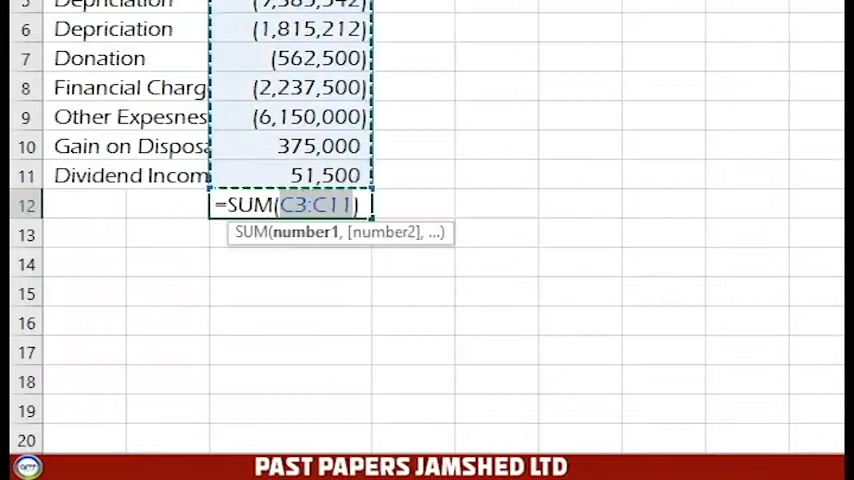 5 Depriciation
6 Depriciation (1,815,212)
7 Donation (562,500)
8 Financial Charg (2,237,500)
9 Other Expesnes (6,150,000)
10 Gain on Dispos 375,000
11 Dividend Incom 51,500
12 =SUM(C3:C11)
SUM(number1, [number2], ...)
13
14
15
16
17
18
19
20
PAST PAPERS JAMSHED LTD